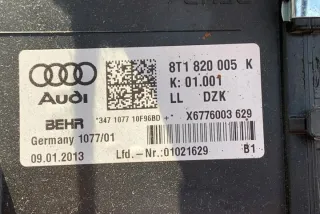 8T1 820 005 K
K: 01.001
Audi
LL DZK
BEHR *347 1077 10F96BD + X6776003 629
Germany 1077/01
09.01.2013 Lfd.-Nr.:01021629 B1